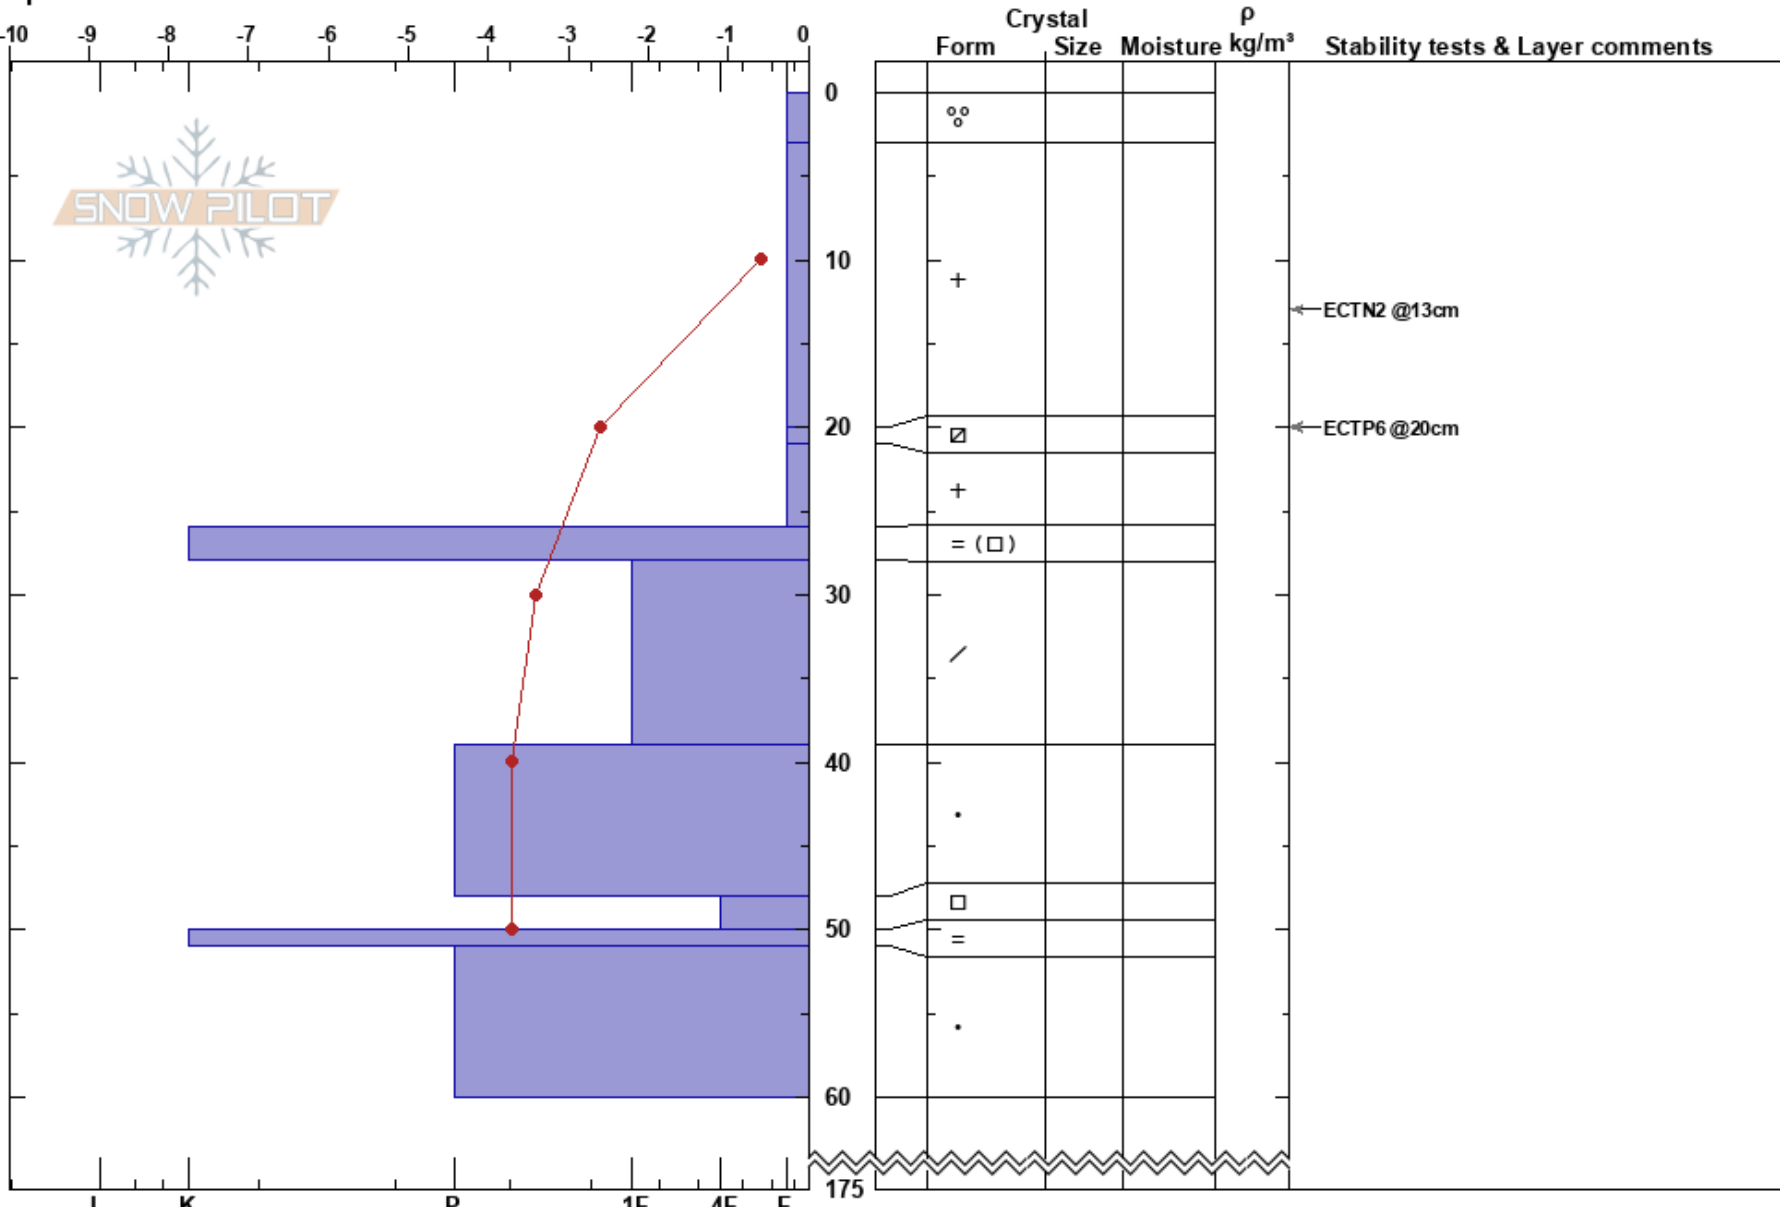 -10 -9 -8 -7 -6 -5 -4 -3 -2 -1 0
Crystal
ρ
Form Size Moisture kg/m³ Stability tests & Layer comments
0
SNOW PILOT
10
+
ECTN2 @13cm
20
ECTP6 @20cm
+
= (□)
30
40
50
=
60
175
I K P 1F 4F F